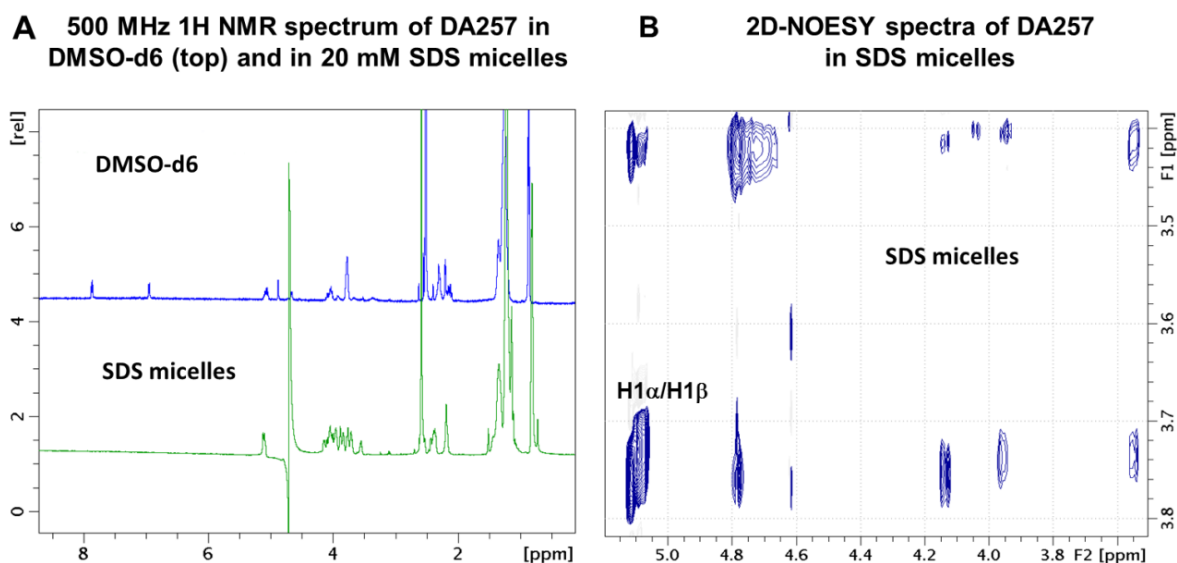 A 500 MHz 1H NMR spectrum of DA257 in
DMSO-d6 (top) and in 20 mM SDS micelles
B 2D-NOESY spectra of DA257
in SDS micelles
[rel]
6
4
2
0
DMSO-d6
SDS micelles
8 6 4 2 [ppm]
SDS micelles
H1α/H1β
F1 [ppm]
3.5
3.6
3.7
3.8
5.0 4.8 4.6 4.2 4.0 3.8 F2 [ppm]